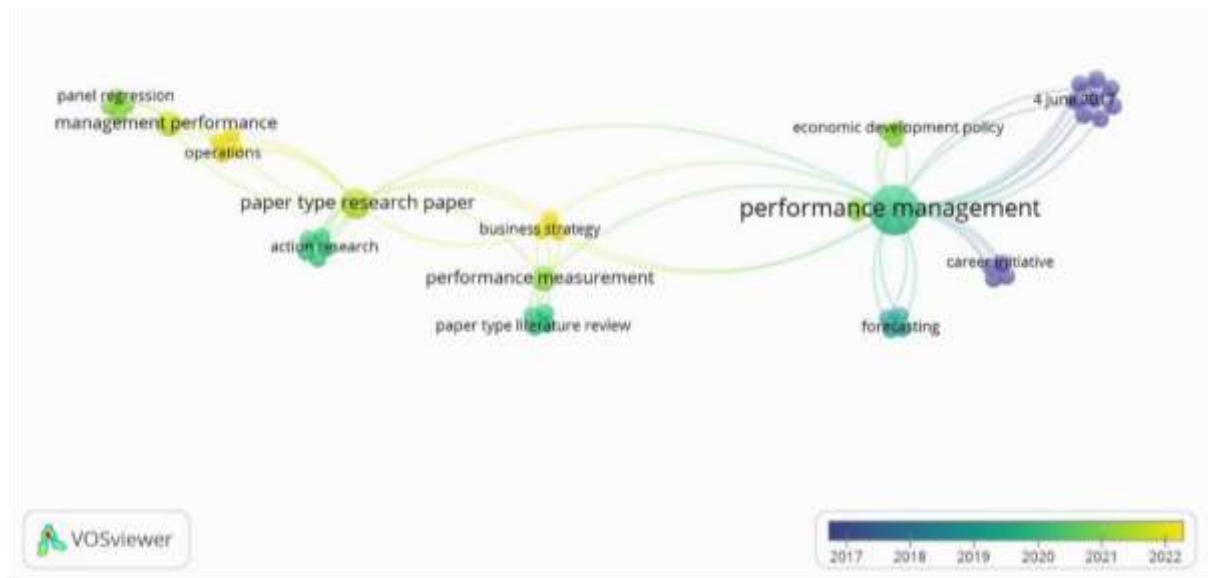 panel regression
management performance
operations
4 june 2017
economic development policy
paper type research paper
performance management
business strategy
action research
career initiative
performance measurement
paper type literature review
forecasting
VOSviewer
2017 2018 2019 2020 2021 2022